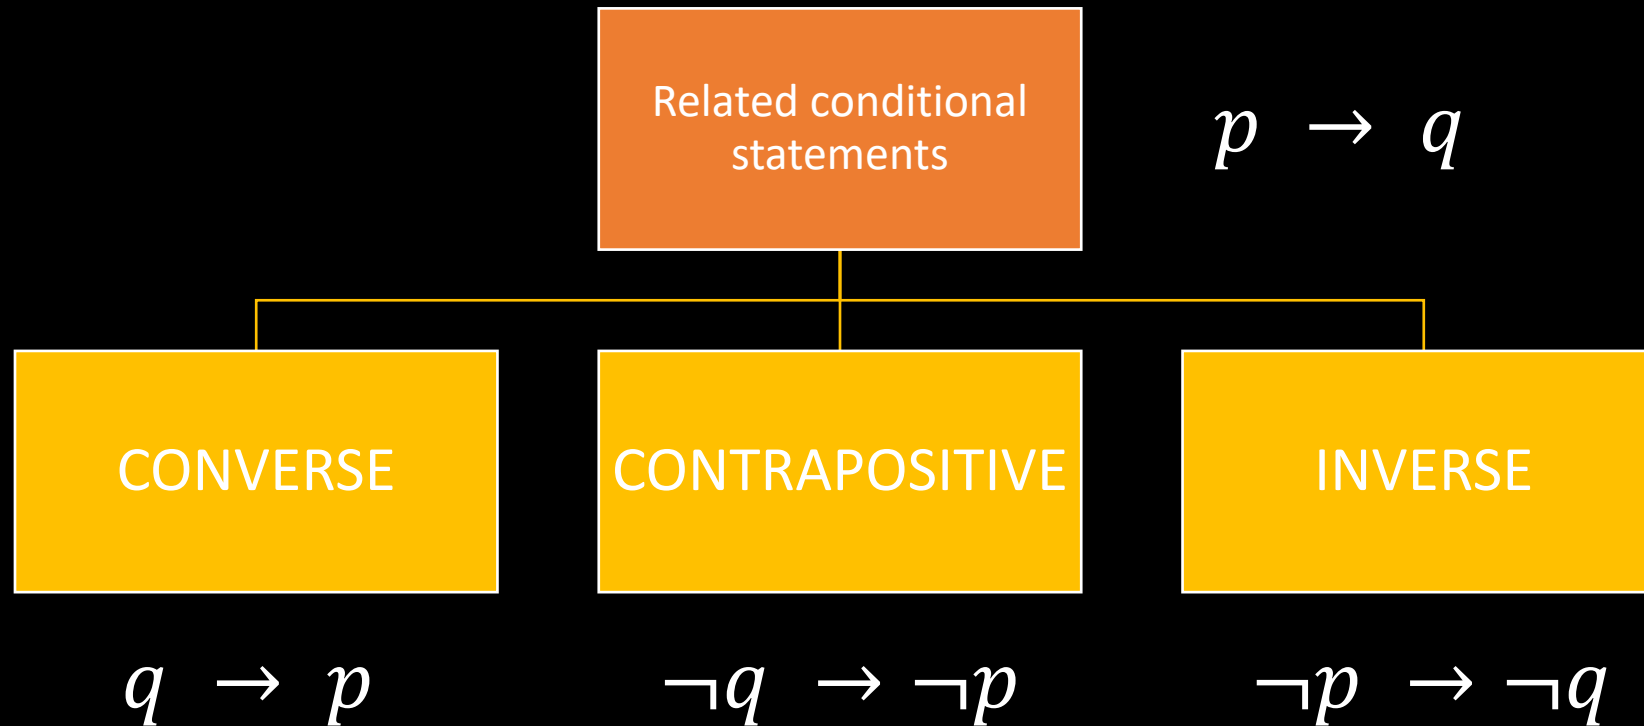 Related conditional
statements
p → q
CONVERSE
CONTRAPOSITIVE
INVERSE
q → p
¬q → ¬p
¬p → ¬q